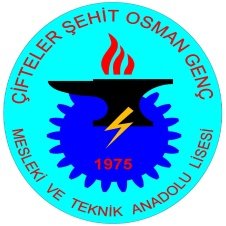 ÇİFTELER ŞEHİT OSMAN GENÇ
1975
MESLEKİ VE TEKNİK ANADOLU LİSESİ